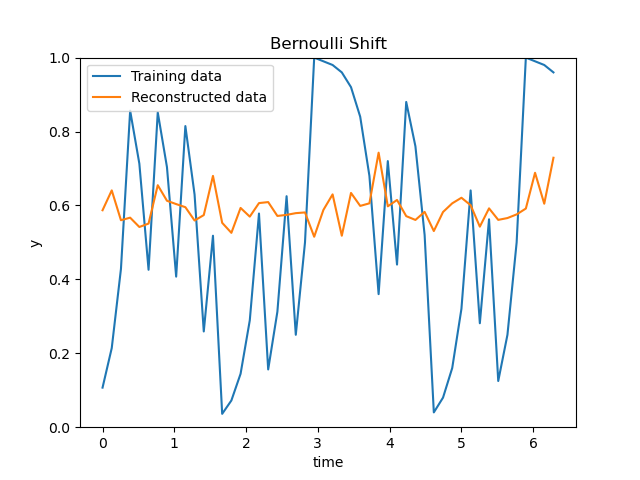 Bernoulli Shift
Training data
Reconstructed data
1.0
0.8
0.6
0.4
0.2
0.0
y
0 1 2 3 4 5 6
time